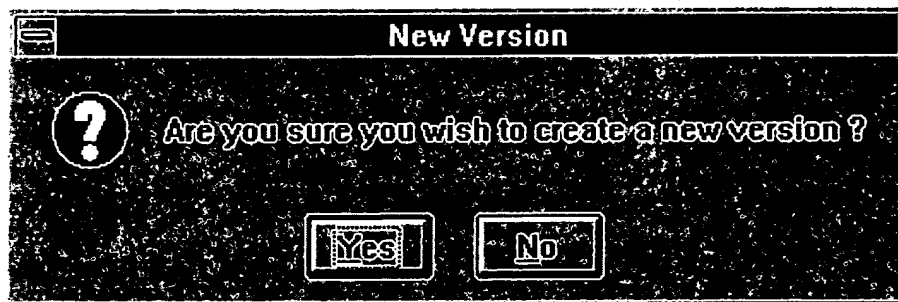 New Version
?
Are you sure you wish to create a new version ?
Yes No